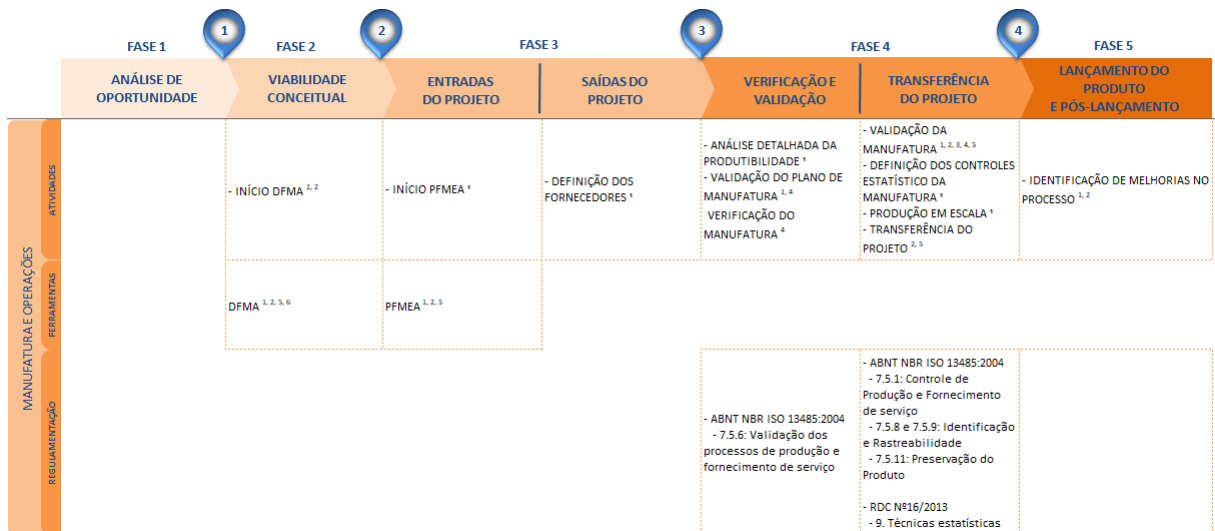 1
2
3
4
FASE 1
FASE 2
FASE 3
FASE 4
FASE 5
ANÁLISE DE
OPORTUNIDADE
VIABILIDADE
CONCEITUAL
ENTRADAS
DO PROJETO
SAÍDAS DO
PROJETO
VERIFICAÇÃO E
VALIDAÇÃO
TRANSFERÊNCIA
DO PROJETO
LANÇAMENTO DO
PRODUTO
E PÓS-LANÇAMENTO
MANUFATURA E OPERAÇÕES
ATIVIDADES
- INÍCIO DFMA 1, 2
- INÍCIO PFMEA ¹
- DEFINIÇÃO DOS
FORNECEDORES ¹
- ANÁLISE DETALHADA DA
PRODUTIBILIDADE ¹
- VALIDAÇÃO DO PLANO DE
MANUFATURA 1, 4
VERIFICAÇÃO DO
MANUFATURA 4
- VALIDAÇÃO DA
MANUFATURA 1, 2, 3, 4, 5
- DEFINIÇÃO DOS CONTROLES
ESTATÍSTICO DA
MANUFATURA ¹
- PRODUÇÃO EM ESCALA ¹
- TRANSFERÊNCIA DO
PROJETO 2, 5
- IDENTIFICAÇÃO DE MELHORIAS NO
PROCESSO 1, 2
FERRAMENTAS
DFMA 1, 2, 5, 6
PFMEA 1, 2, 5
REGULAMENTAÇÃO
- ABNT NBR ISO 13485:2004
- 7.5.6: Validação dos
processos de produção e
fornecimento de serviço
- ABNT NBR ISO 13485:2004
- 7.5.1: Controle de
Produção e Fornecimento
de serviço
- 7.5.8 e 7.5.9: Identificação
e Rastreabilidade
- 7.5.11: Preservação do
Produto
- RDC Nº16/2013
- 9. Técnicas estatísticas